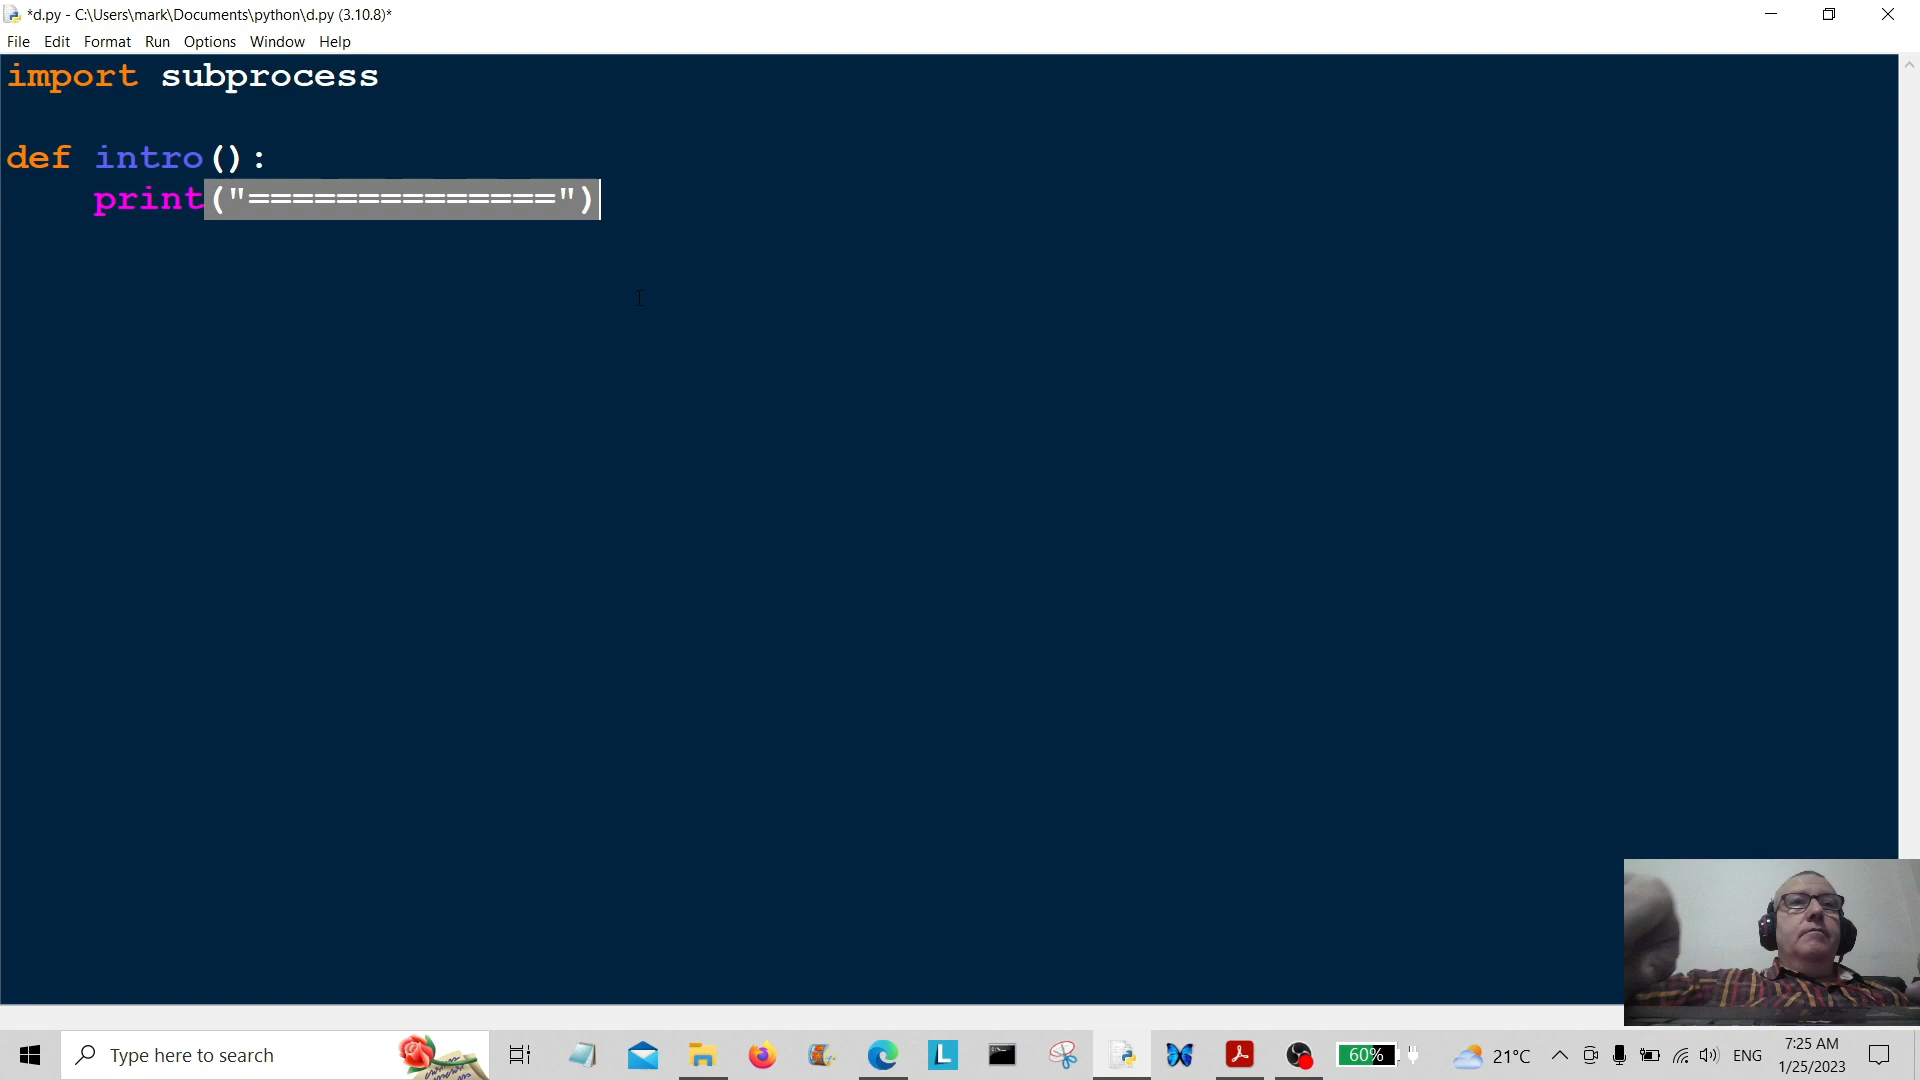 *d.py - C:\Users\mark\Documents\python\d.py (3.10.8)*
File Edit Format Run Options Window Help
import subprocess
def intro():
print("==============")
Type here to search
L
60%
21°C
ENG
7:25 AM
1/25/2023